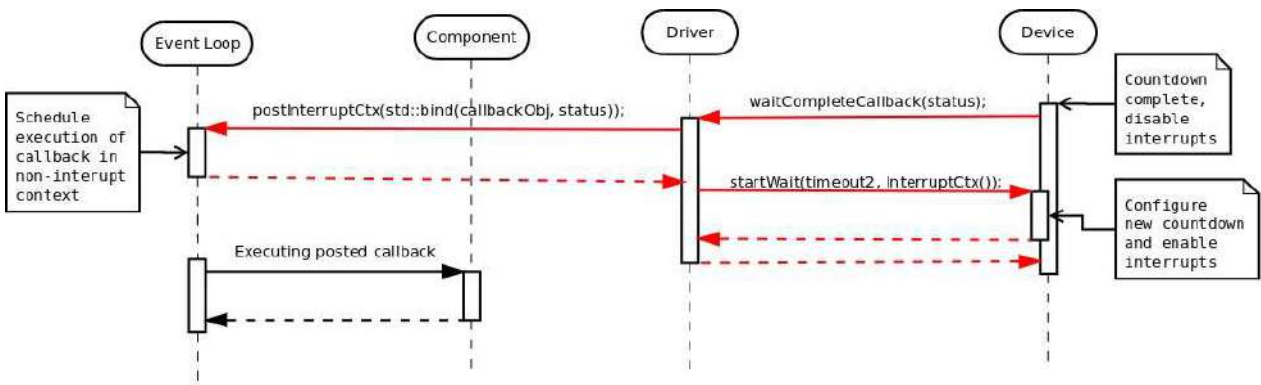 Event Loop
Component
Driver
Device
Schedule
execution of
callback in
non-interupt
context
postInterruptCtx(std::bind(callbackObj, status));
waitCompleteCallback(status);
Countdown
complete,
disable
interrupts
startWait(timeout2, InterruptCtx());
Configure
new countdown
and enable
interrupts
Executing posted callback